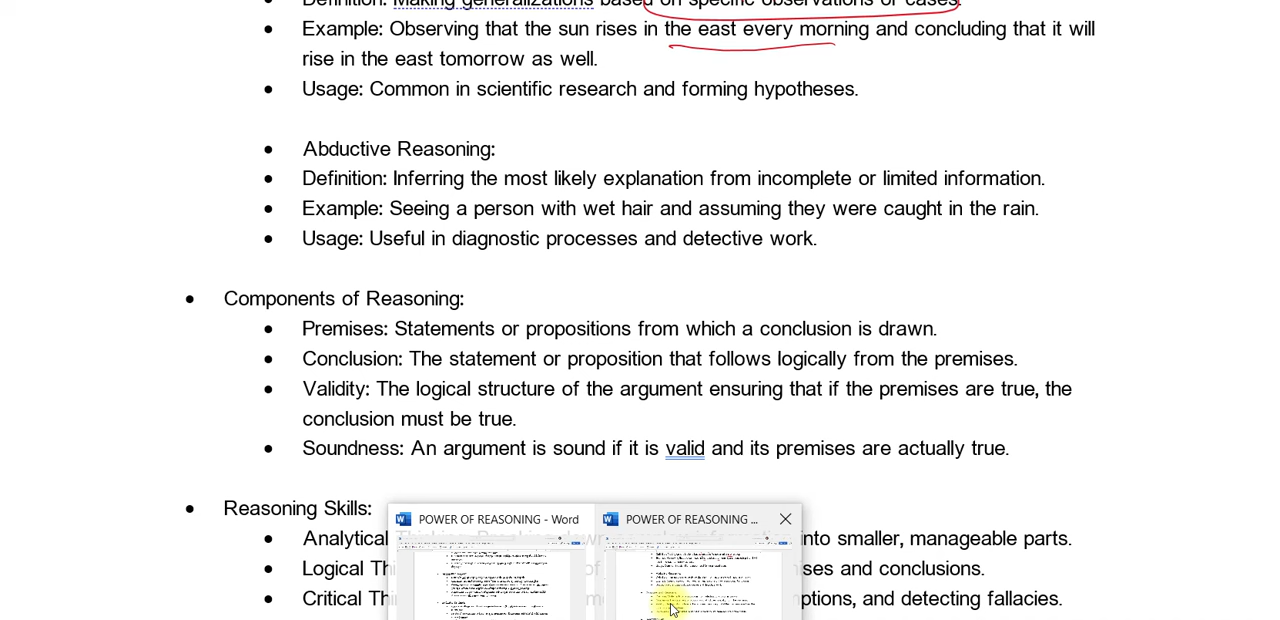 Definition: Making generalizations based on specific observations or cases.
Example: Observing that the sun rises in the east every morning and concluding that it will
rise in the east tomorrow as well.
Usage: Common in scientific research and forming hypotheses.
Abductive Reasoning:
Definition: Inferring the most likely explanation from incomplete or limited information.
Example: Seeing a person with wet hair and assuming they were caught in the rain.
Usage: Useful in diagnostic processes and detective work.
Components of Reasoning:
Premises: Statements or propositions from which a conclusion is drawn.
Conclusion: The statement or proposition that follows logically from the premises.
Validity: The logical structure of the argument ensuring that if the premises are true, the
conclusion must be true.
Soundness: An argument is sound if it is valid and its premises are actually true.
Reasoning Skills:
POWER OF REASONING - Word
POWER OF REASONING ...
Analytical into smaller, manageable parts.
Logical and conclusions.
Critical and detecting fallacies.